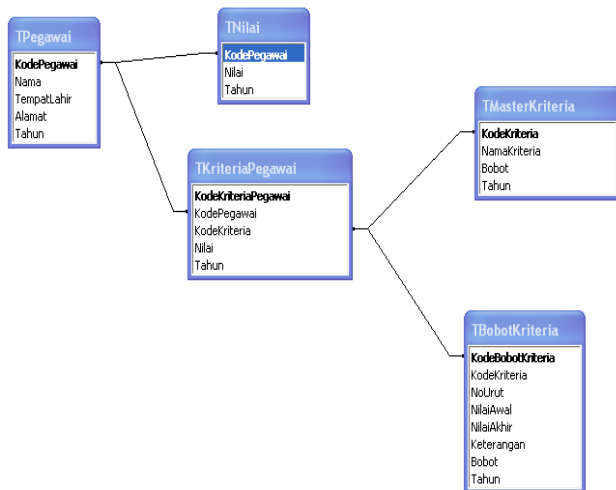 TPegawai
KodePegawai
Nama
TempatLahir
Alamat
Tahun
TNilai
KodePegawai
Nilai
Tahun
TKriteriaPegawai
KodeKriteriaPegawai
KodePegawai
KodeKriteria
Nilai
Tahun
TMasterKriteria
KodeKriteria
NamaKriteria
Bobot
Tahun
TBobotKriteria
KodeBobotKriteria
KodeKriteria
NoUrut
NilaiAwal
NilaiAkhir
Keterangan
Bobot
Tahun